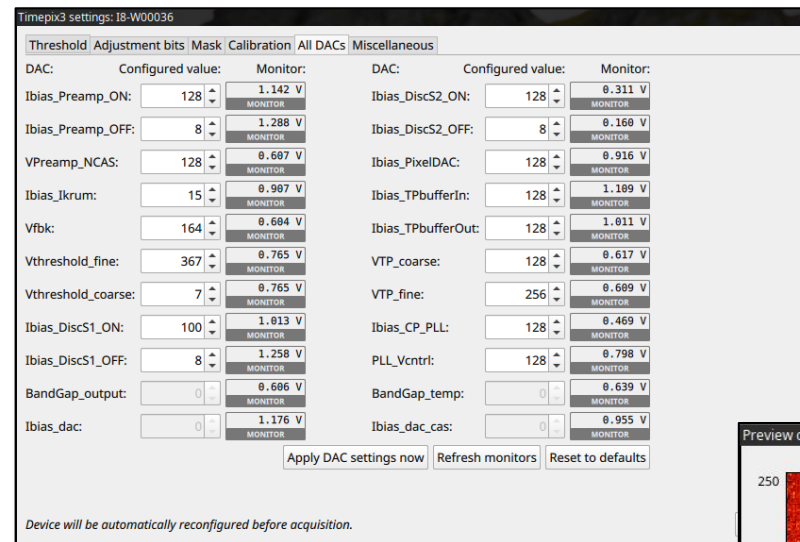 Timepix3 settings: I8-W00036
Threshold Adjustment bits Mask Calibration All DACs Miscellaneous
DAC: Configured value: Monitor: DAC: Configured value: Monitor:
Ibias_Preamp_ON: 128 1.142 V MONITOR Ibias_DiscS2_ON: 128 0.311 V MONITOR
Ibias_Preamp_OFF: 8 1.288 V MONITOR Ibias_DiscS2_OFF: 8 0.160 V MONITOR
VPreamp_NCAS: 128 0.607 V MONITOR Ibias_PixelDAC: 128 0.916 V MONITOR
Ibias_Ikrum: 15 0.907 V MONITOR Ibias_TPbufferIn: 128 1.109 V MONITOR
Vfbk: 164 0.604 V MONITOR Ibias_TPbufferOut: 128 1.011 V MONITOR
Vthreshold_fine: 367 0.765 V MONITOR VTP_coarse: 128 0.617 V MONITOR
Vthreshold_coarse: 7 0.765 V MONITOR VTP_fine: 256 0.609 V MONITOR
Ibias_DiscS1_ON: 100 1.013 V MONITOR Ibias_CP_PLL: 128 0.469 V MONITOR
Ibias_DiscS1_OFF: 8 1.258 V MONITOR PLL_Vcntrl: 128 0.798 V MONITOR
BandGap_output: 0 0.606 V MONITOR BandGap_temp: 0 0.639 V MONITOR
Ibias_dac: 0 1.176 V MONITOR Ibias_dac_cas: 0 0.955 V MONITOR
Apply DAC settings now Refresh monitors Reset to defaults
Preview
250
Device will be automatically reconfigured before acquisition.